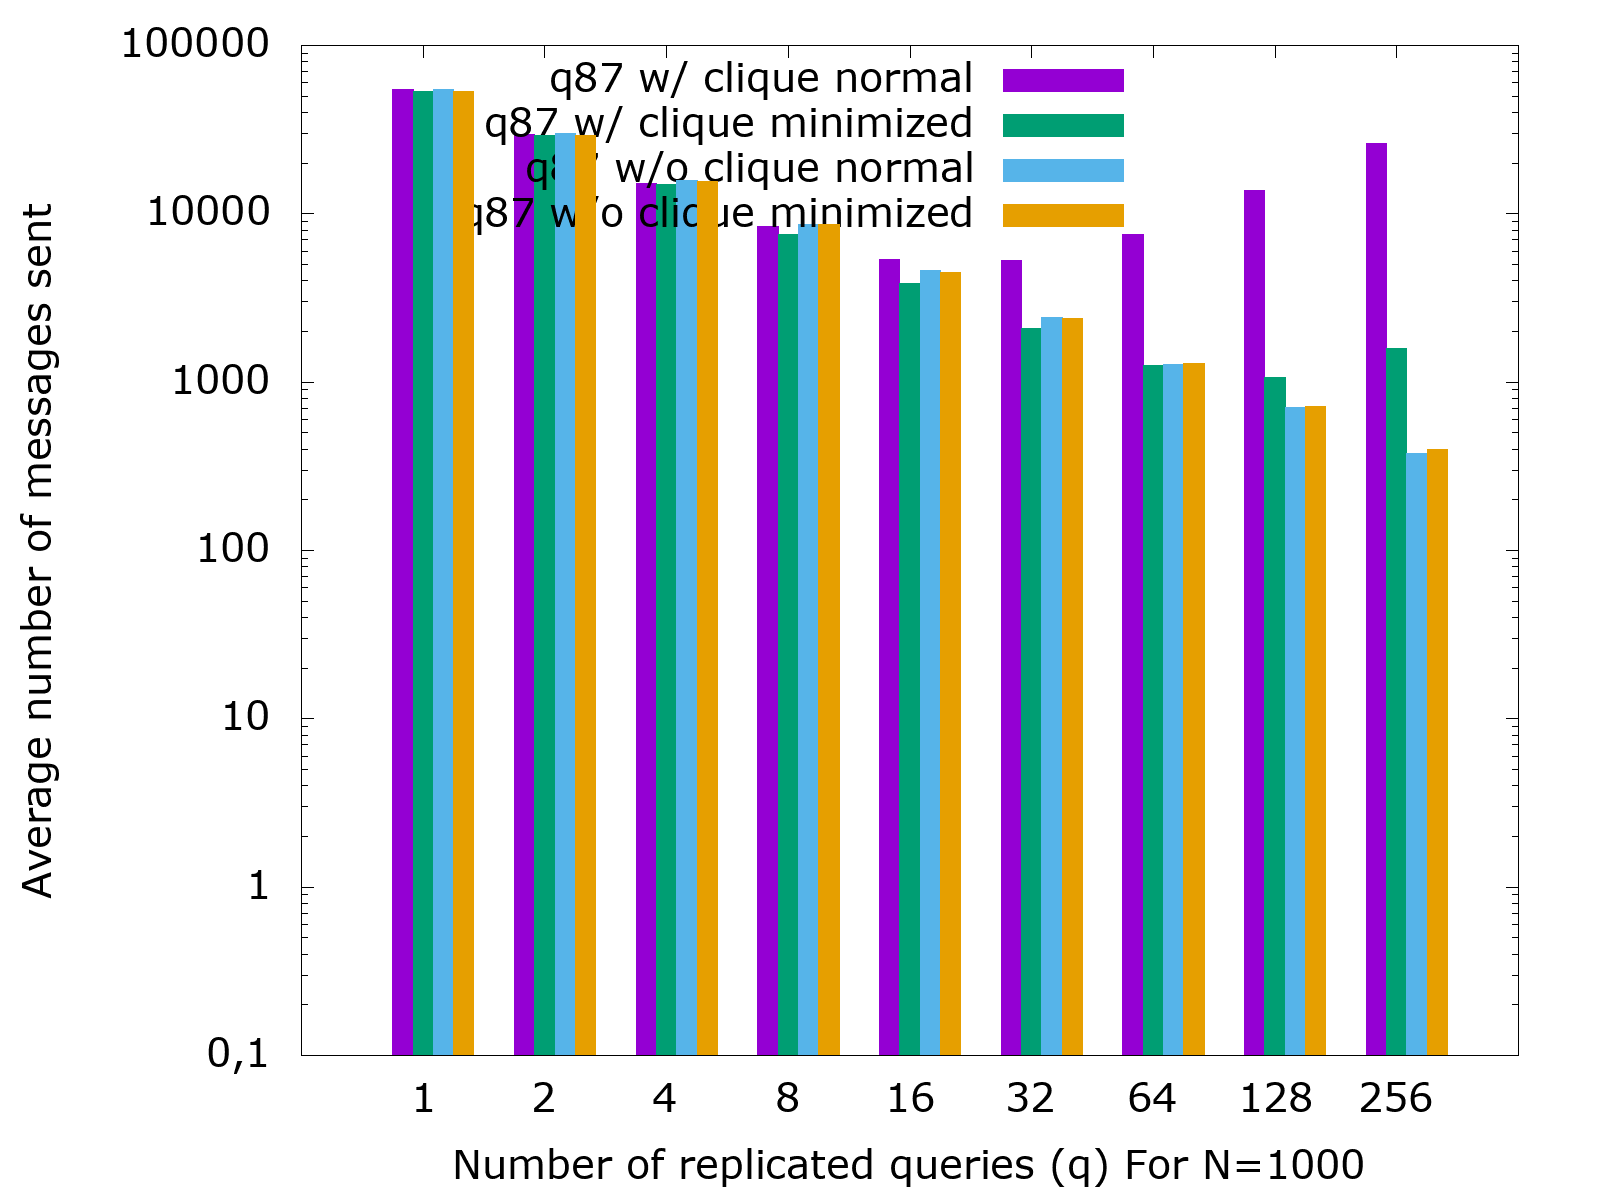 100000
10000
1000
100
10
1
0,1
Average number of messages sent
q87 w/ clique normal
q87 w/ clique minimized
q87 w/o clique normal
q87 w/o clique minimized
1 2 4 8 16 32 64 128 256
Number of replicated queries (q) For N=1000